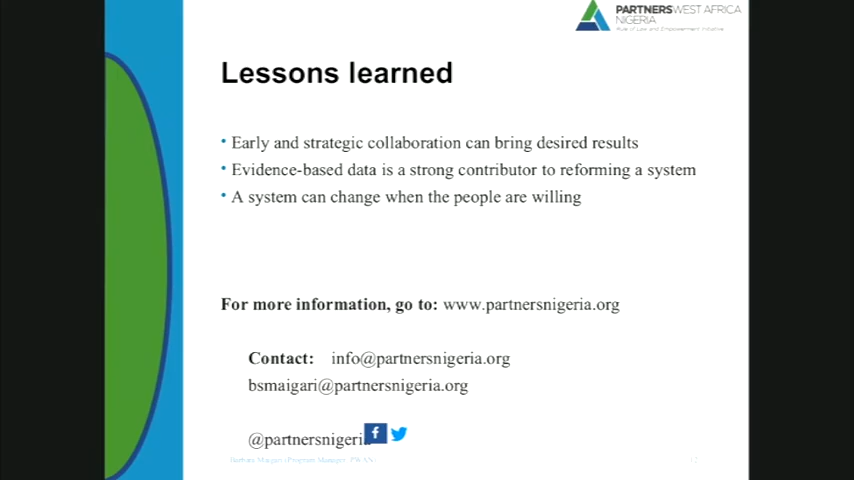 PARTNERSWEST AFRICA
NIGERIA
Rule of Law and Empowerment Initiative
Lessons learned
• Early and strategic collaboration can bring desired results
• Evidence-based data is a strong contributor to reforming a system
• A system can change when the people are willing
For more information, go to: www.partnersnigeria.org
Contact: info@partnersnigeria.org
bsmaigari@partnersnigeria.org
@partnersnigeria
17